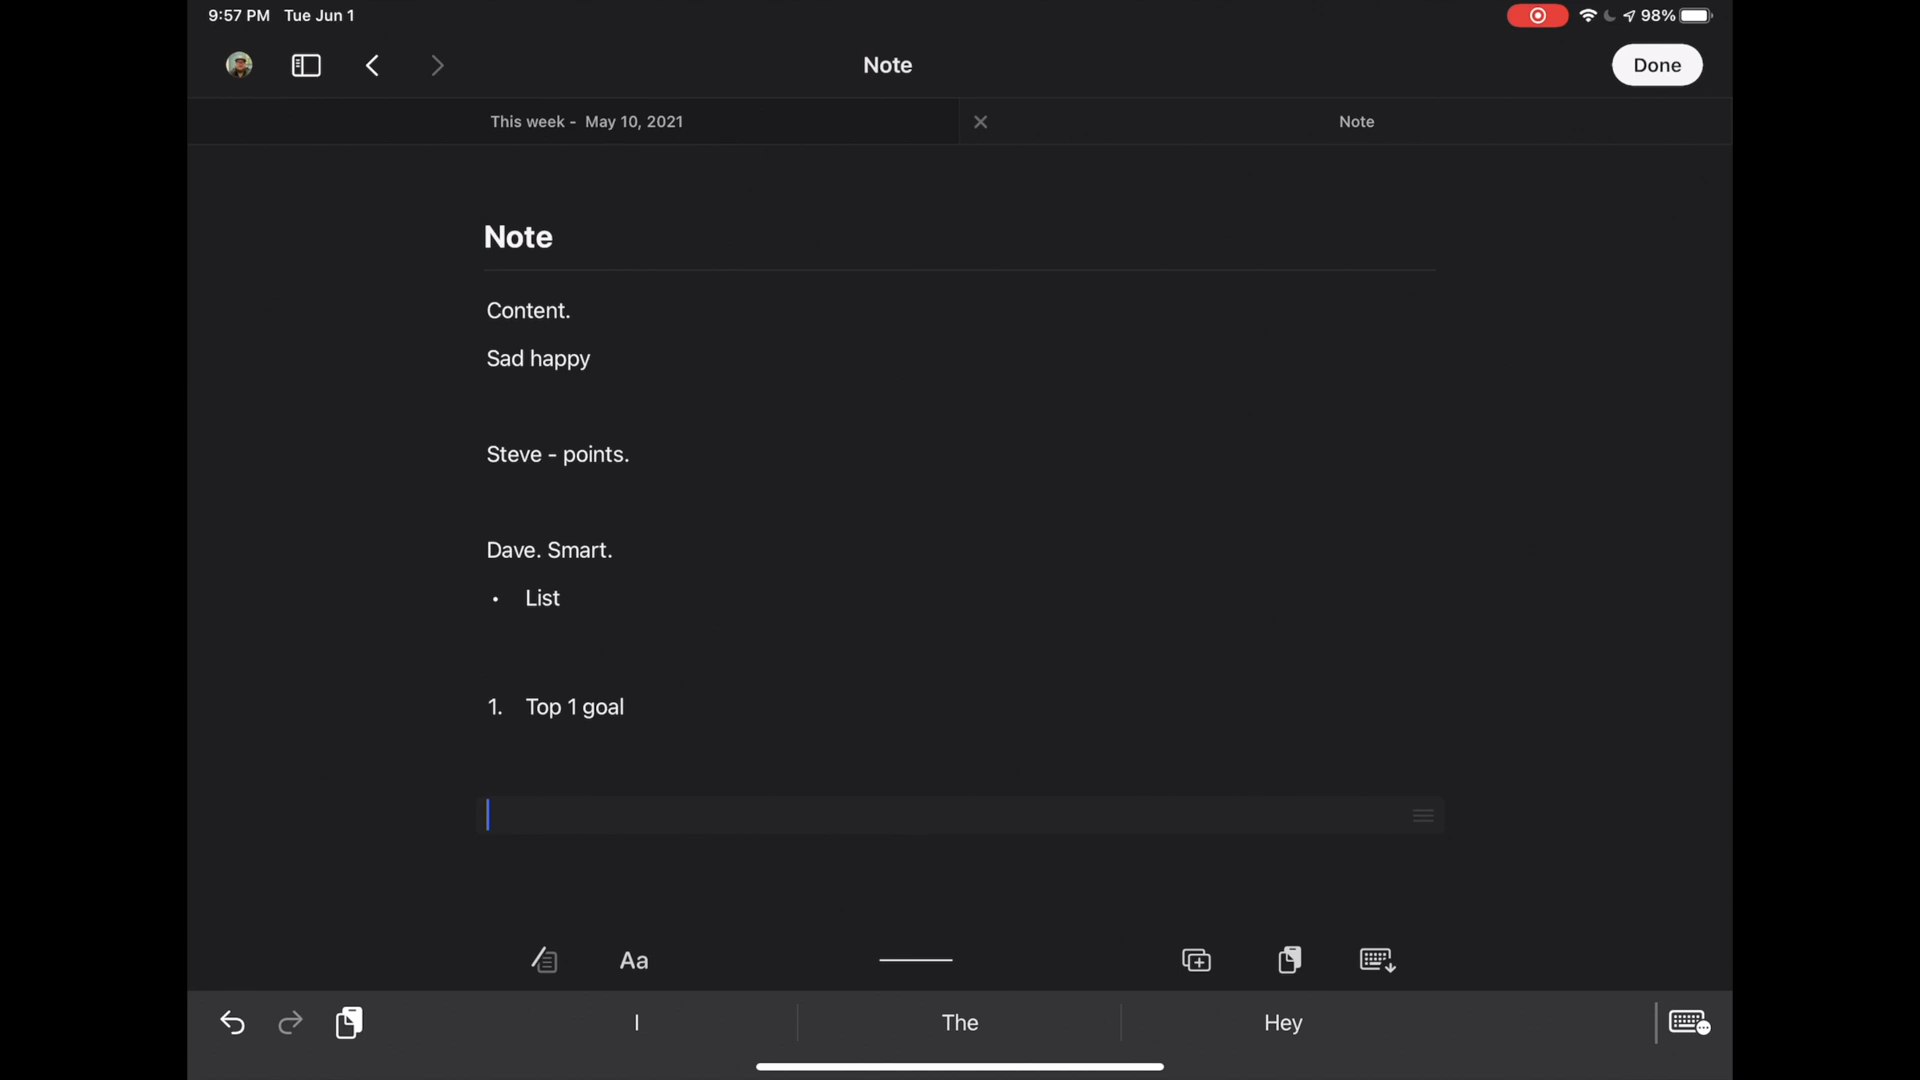 9:57 PM Tue Jun 1
98%
Note
Done
This week - May 10, 2021
Note
Note
Content.
Sad happy
Steve - points.
Dave. Smart.
• List
1. Top 1 goal
Aa
I
The
Hey